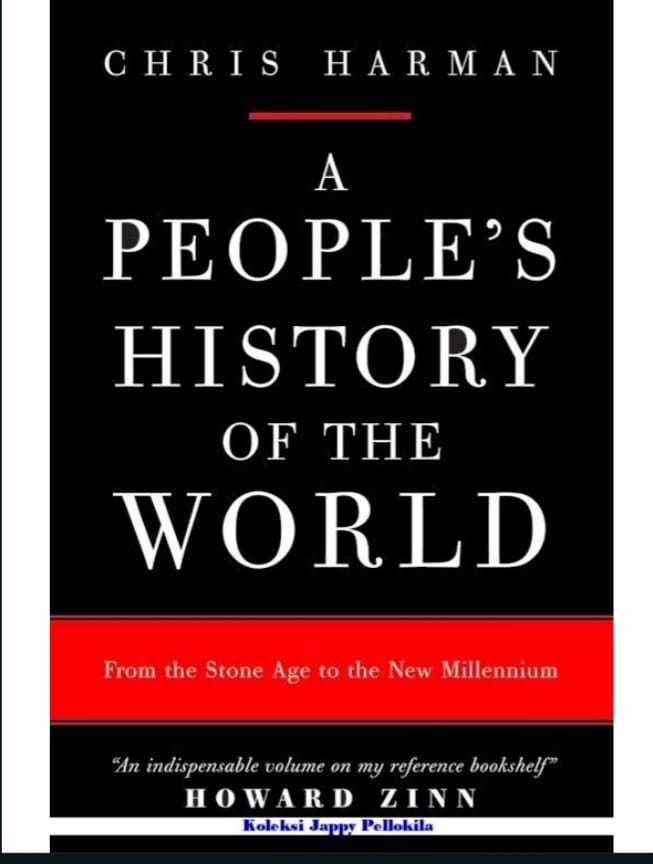 CHRIS HARMAN
A
PEOPLE’S
HISTORY
OF THE
WORLD
From the Stone Age to the New Millennium
“An indispensable volume on my reference bookshelf”
HOWARD ZINN
Koleksi Jappy Pellokila